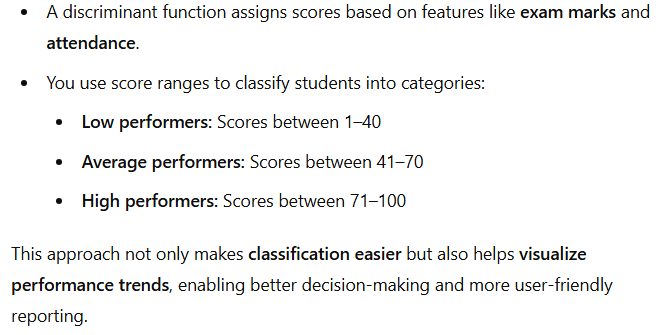 A discriminant function assigns scores based on features like exam marks and
attendance.
You use score ranges to classify students into categories:
Low performers: Scores between 1–40
Average performers: Scores between 41–70
High performers: Scores between 71–100
This approach not only makes classification easier but also helps visualize
performance trends, enabling better decision-making and more user-friendly
reporting.